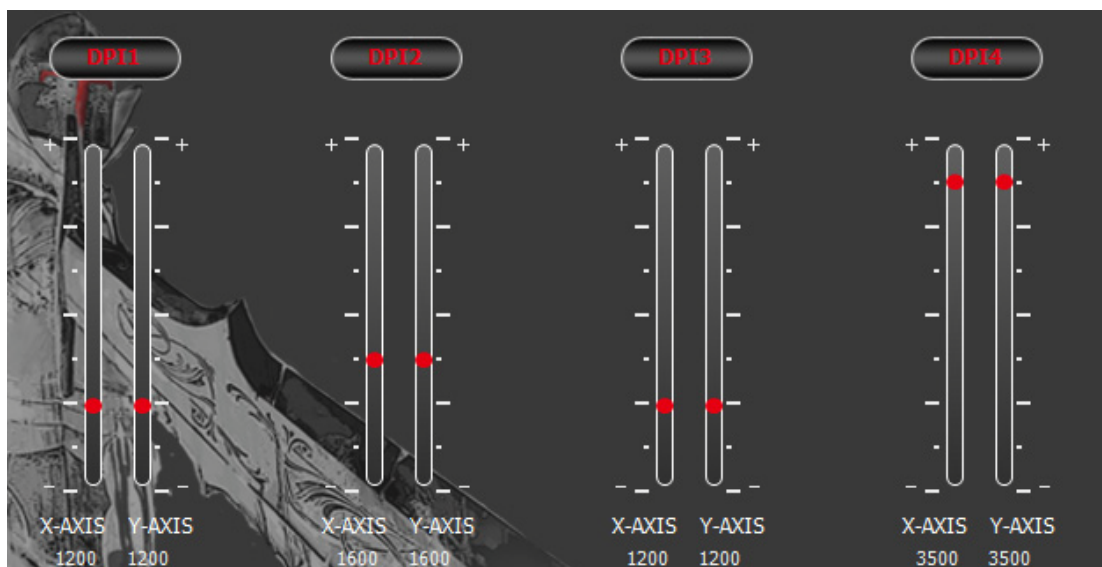 DPI1 DPI2 DPI3 DPI4
+ + + + + + + +
- - - - - - - -
X-AXIS Y-AXIS X-AXIS Y-AXIS X-AXIS Y-AXIS X-AXIS Y-AXIS
1200 1200 1600 1600 1200 1200 3500 3500